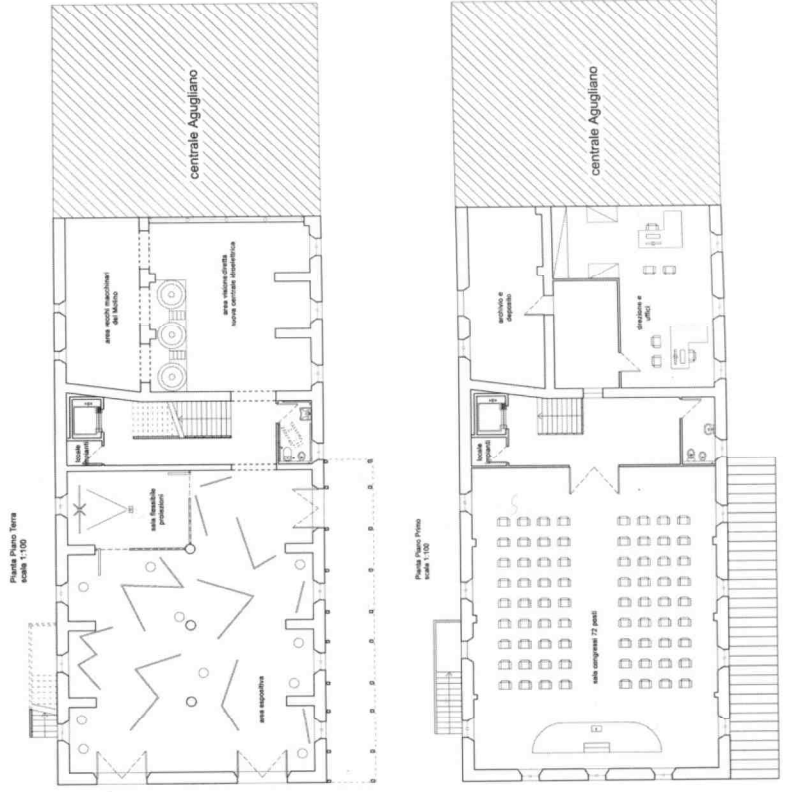 Pianta Piano Terra
scala 1:100
centrale Agugliano
area vecchi macchinari
del Molino
area visione diretta
nuova centrale idroelettrica
locale
impianti
sala flessibile
proiezioni
area espositiva
Pianta Piano Primo
scala 1:100
centrale Agugliano
archivio e
deposito
direzione e
uffici
locale
impianti
sala congressi 72 posti